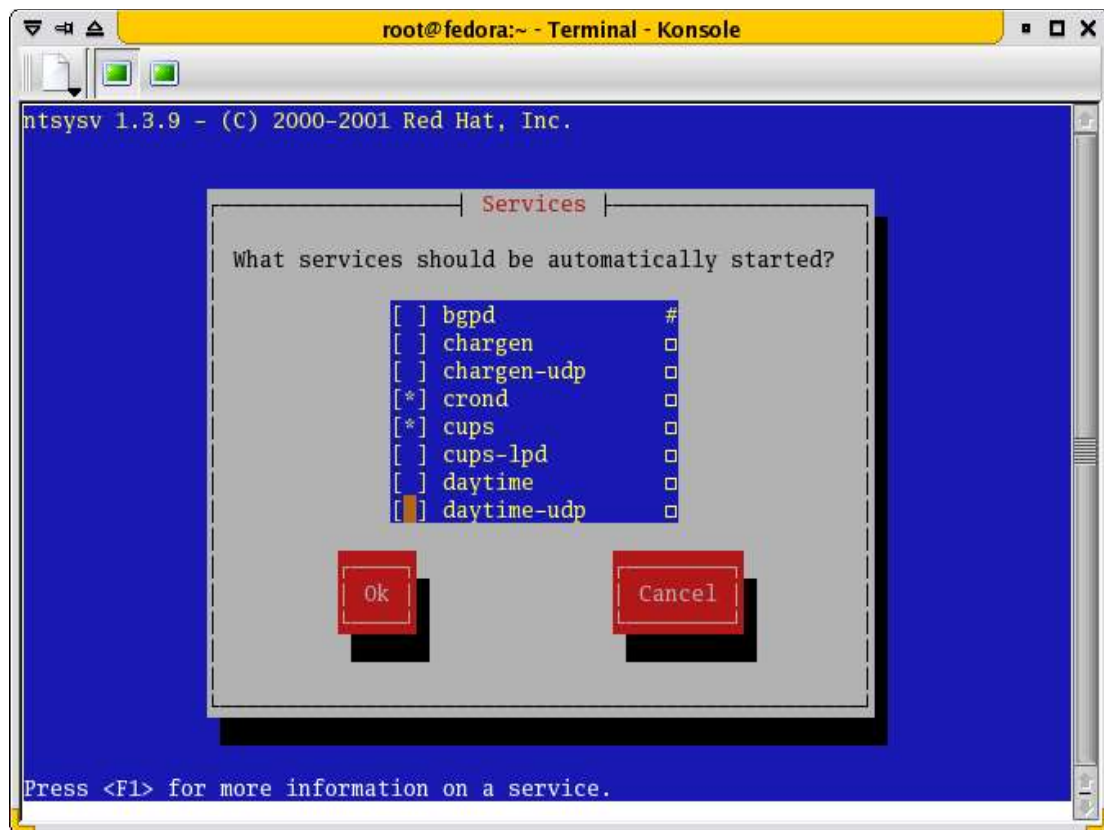 root@fedora:~ - Terminal - Konsole
ntsysv 1.3.9 - (C) 2000-2001 Red Hat, Inc.
Services
What services should be automatically started?
[ ] bgpd #
[ ] chargen
[ ] chargen-udp
[*] crond
[*] cups
[ ] cups-lpd
[ ] daytime
[ ] daytime-udp
Ok Cancel
Press <F1> for more information on a service.